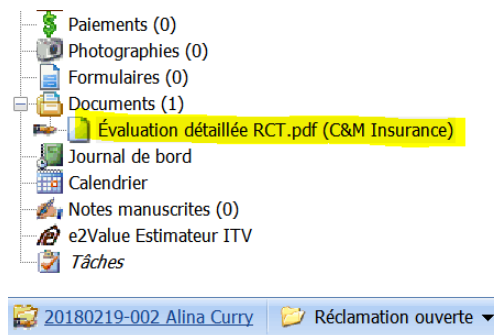 Paiements (0)
Photographies (0)
Formulaires (0)
Documents (1)
Évaluation détaillée RCT.pdf (C&M Insurance)
Journal de bord
Calendrier
Notes manuscrites (0)
e2Value Estimateur ITV
Tâches
20180219-002 Alina Curry Réclamation ouverte